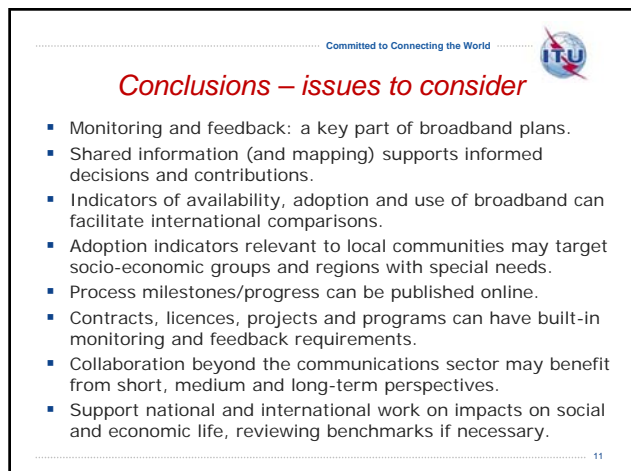 Committed to Connecting the World
ITU
Conclusions – issues to consider
▪ Monitoring and feedback: a key part of broadband plans.
▪ Shared information (and mapping) supports informed
decisions and contributions.
▪ Indicators of availability, adoption and use of broadband can
facilitate international comparisons.
▪ Adoption indicators relevant to local communities may target
socio-economic groups and regions with special needs.
▪ Process milestones/progress can be published online.
▪ Contracts, licences, projects and programs can have built-in
monitoring and feedback requirements.
▪ Collaboration beyond the communications sector may benefit
from short, medium and long-term perspectives.
▪ Support national and international work on impacts on social
and economic life, reviewing benchmarks if necessary.
11